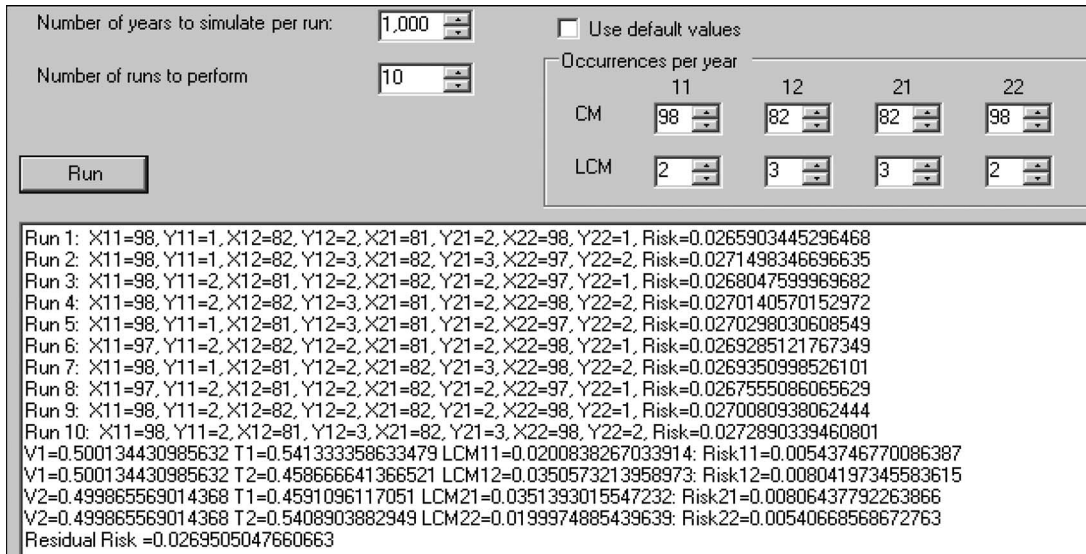 Number of years to simulate per run: 1,000
Use default values
Number of runs to perform 10
Occurrences per year
11 12 21 22
CM 98 82 82 98
LCM 2 3 3 2
Run
Run 1: X11=98, Y11=1, X12=82, Y12=2, X21=81, Y21=2, X22=98, Y22=1, Risk=0.0265903445296468
Run 2: X11=98, Y11=1, X12=82, Y12=3, X21=82, Y21=3, X22=97, Y22=2, Risk=0.0271498346696635
Run 3: X11=98, Y11=2, X12=81, Y12=2, X21=82, Y21=2, X22=97, Y22=1, Risk=0.0268047599969682
Run 4: X11=98, Y11=2, X12=82, Y12=3, X21=81, Y21=2, X22=98, Y22=2, Risk=0.0270140570152972
Run 5: X11=98, Y11=1, X12=81, Y12=3, X21=82, Y21=2, X22=97, Y22=2, Risk=0.0270298030608549
Run 6: X11=97, Y11=2, X12=82, Y12=2, X21=81, Y21=2, X22=98, Y22=1, Risk=0.0269285121767349
Run 7: X11=98, Y11=1, X12=81, Y12=2, X21=82, Y21=3, X22=98, Y22=2, Risk=0.0269350998526101
Run 8: X11=97, Y11=2, X12=81, Y12=2, X21=82, Y21=2, X22=97, Y22=1, Risk=0.0267555086065629
Run 9: X11=98, Y11=2, X12=82, Y12=2, X21=82, Y21=2, X22=98, Y22=1, Risk=0.0270080938062444
Run 10: X11=98, Y11=2, X12=81, Y12=3, X21=82, Y21=3, X22=98, Y22=2, Risk=0.0272890339460801
V1=0.500134430985632 T1=0.541333358633479 LCM11=0.0200838267033914: Risk11=0.00543746770086387
V1=0.500134430985632 T2=0.458666641366521 LCM12=0.0350573213958973: Risk12=0.00804197345583615
V2=0.499865569014368 T1=0.4591096117051 LCM21=0.0351393015547232: Risk21=0.00806437792263866
V2=0.499865569014368 T2=0.5408903882949 LCM22=0.0199974885439639: Risk22=0.00540668568672763
Residual Risk =0.0269505047660663